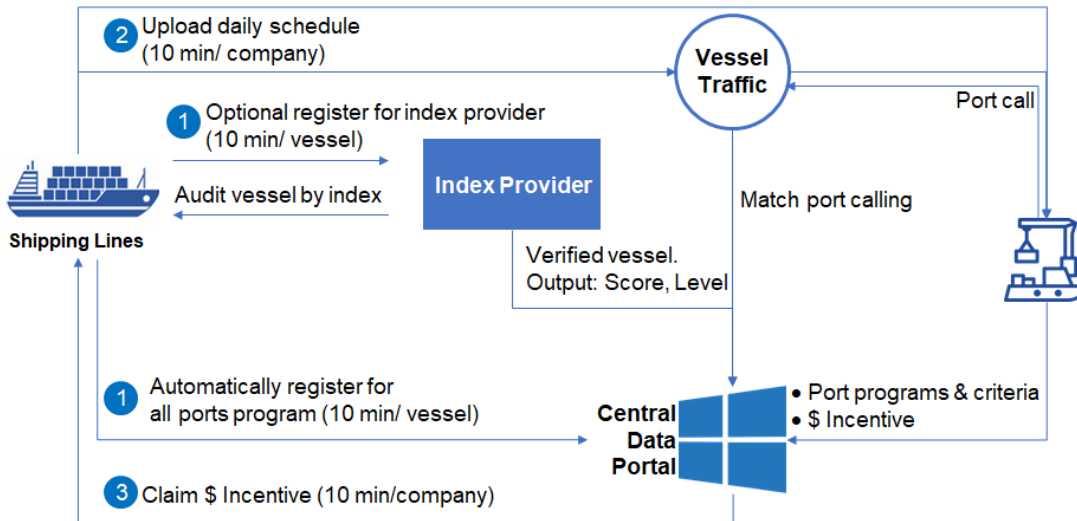 2 Upload daily schedule
(10 min/ company)
Vessel
Traffic
Port call
1 Optional register for index provider
(10 min/ vessel)
Index Provider
Audit vessel by index
Match port calling
Shipping Lines
Verified vessel.
Output: Score, Level
1 Automatically register for
all ports program (10 min/ vessel)
Central
Data
Portal
• Port programs & criteria
• $ Incentive
3 Claim $ Incentive (10 min/company)